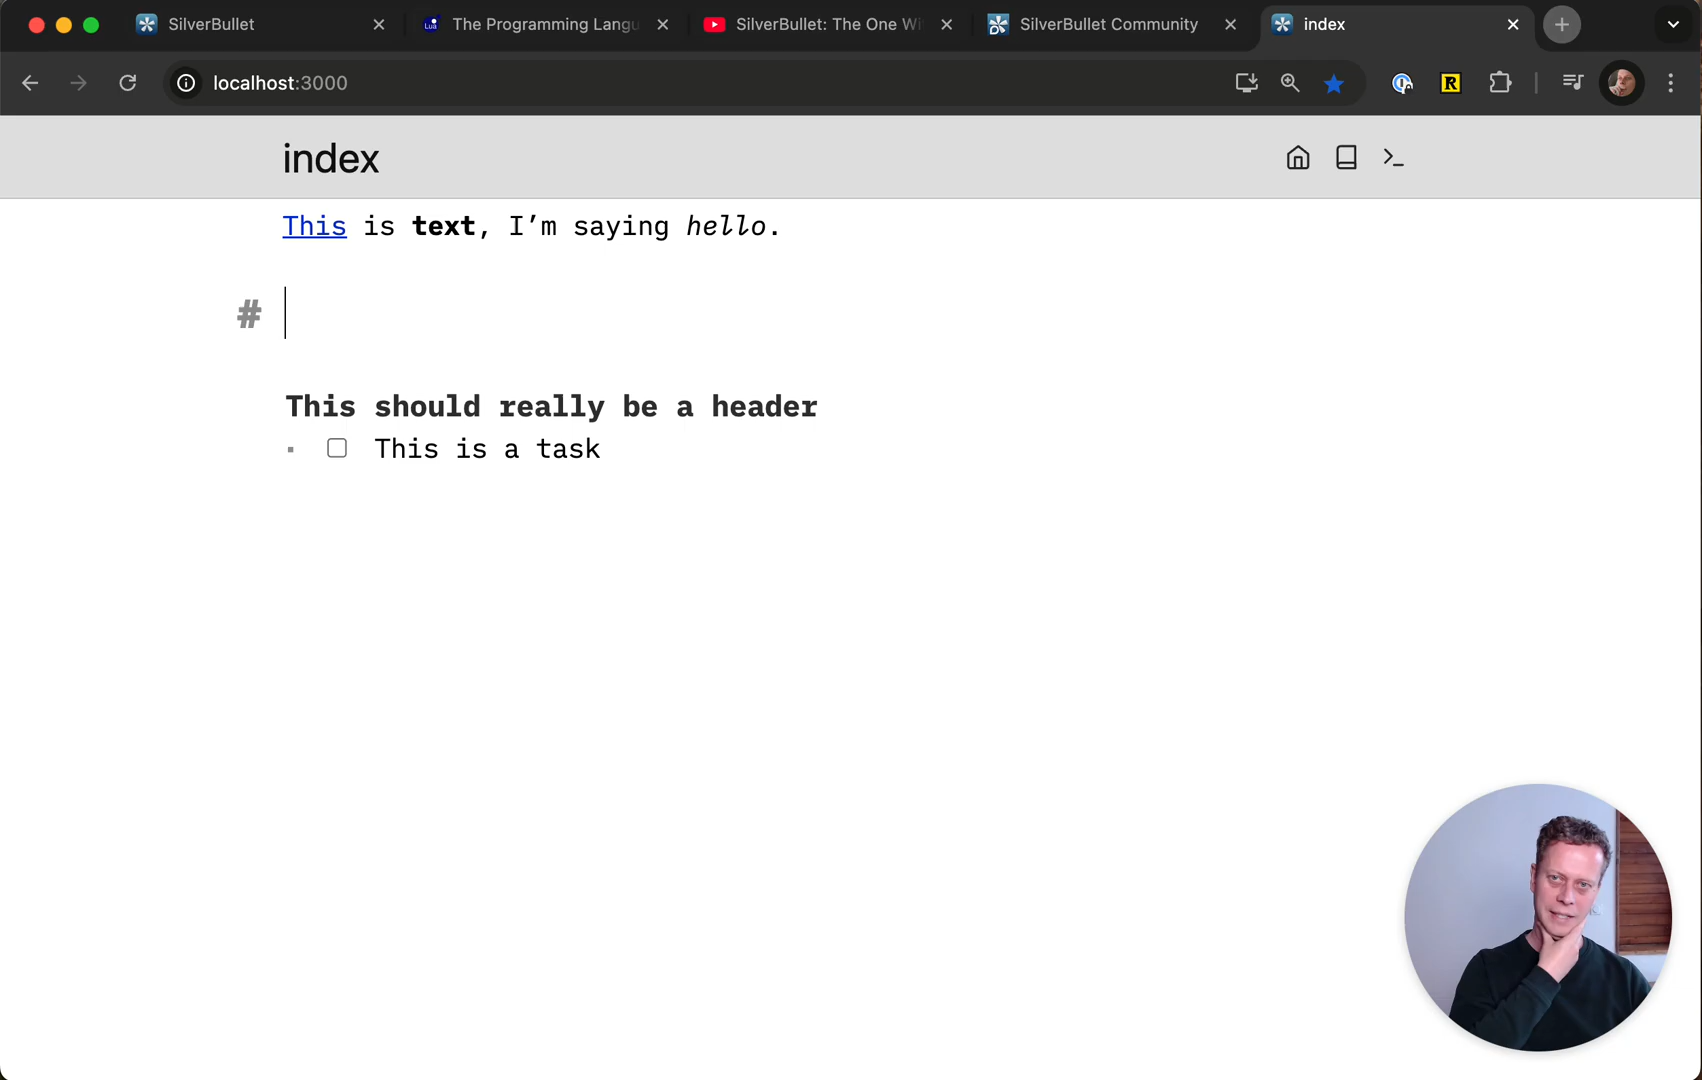 SilverBullet
The Programming Langu
SilverBullet: The One Wi
SilverBullet Community
index
localhost:3000
R
index
This is text, I’m saying hello.
#
This should really be a header
This is a task